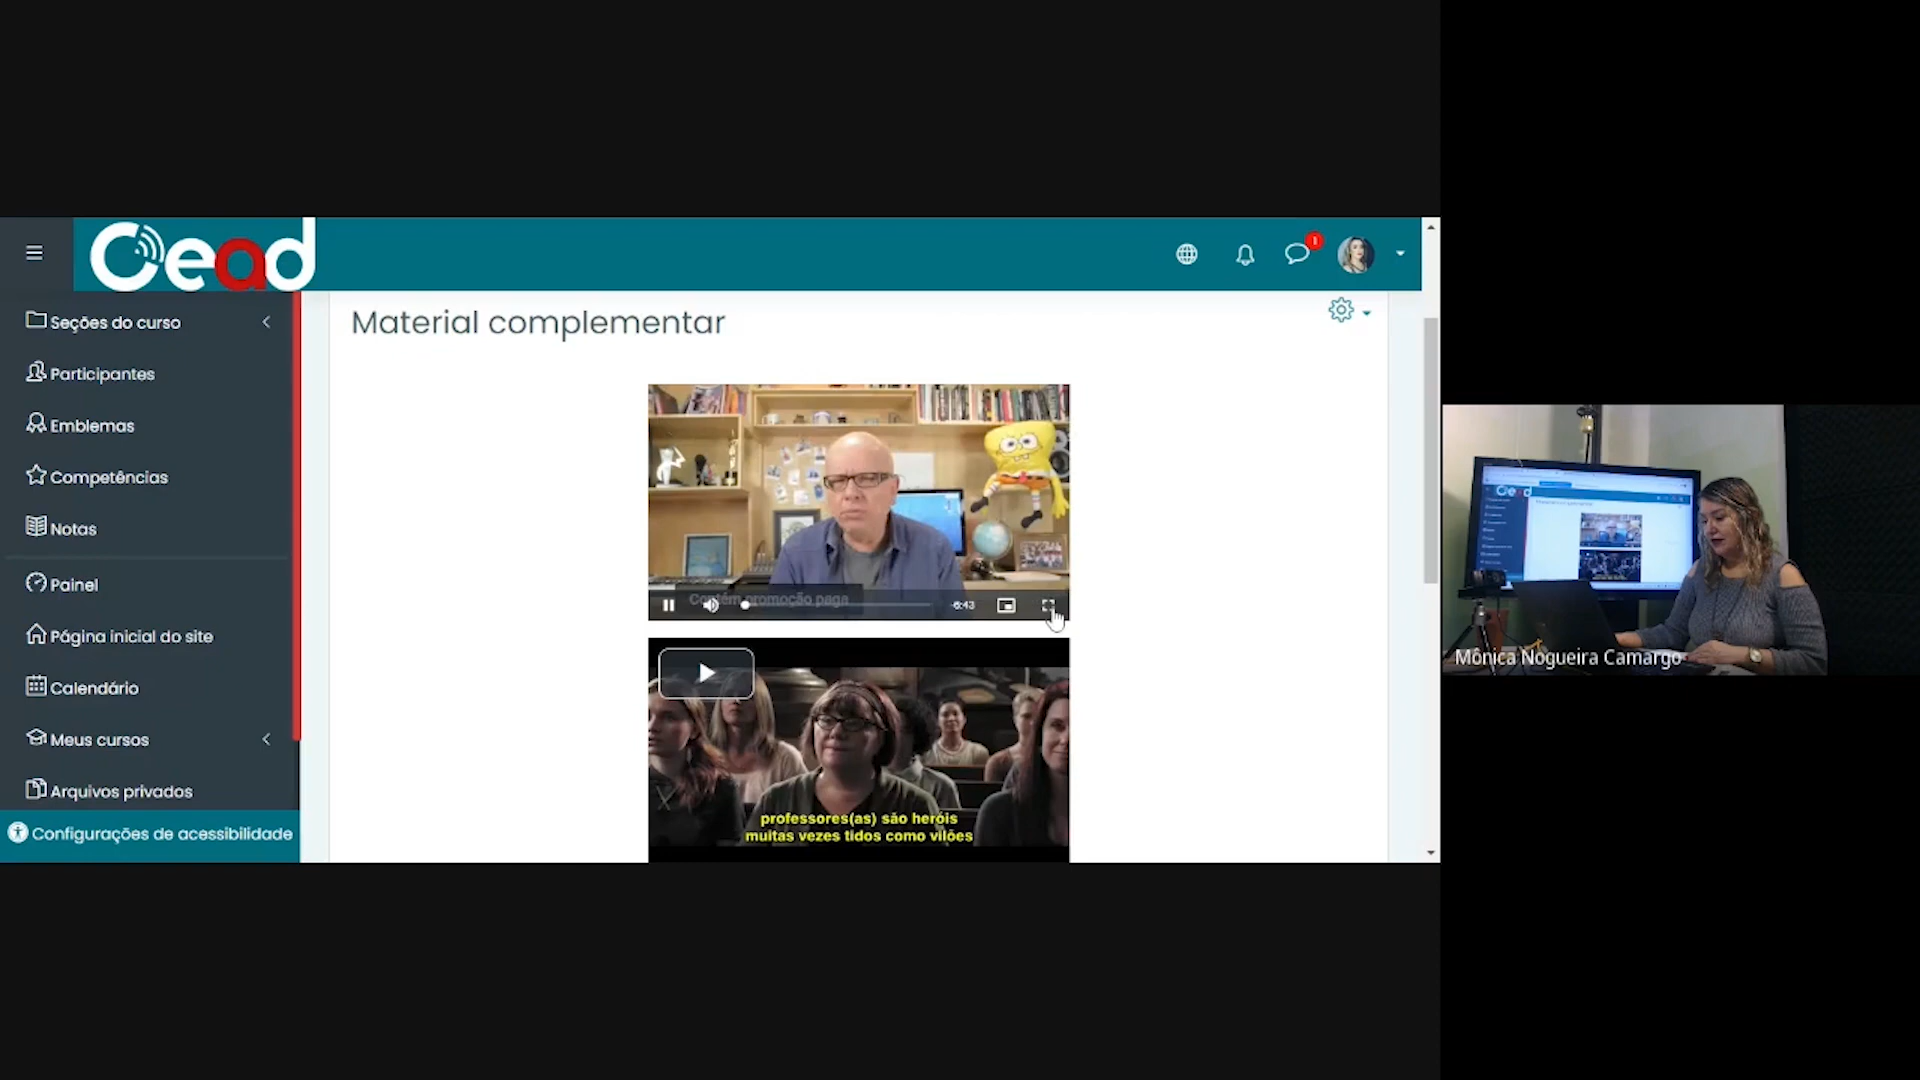 Cead
1
Seções do curso
Participantes
Emblemas
Competências
Notas
Painel
Página inicial do site
Calendário
Meus cursos
Arquivos privados
Configurações de acessibilidade
Material complementar
Contém promoção paga
-6:43
professores(as) são heróis
muitas vezes tidos como vilões
Cead
Mônica Nogueira Camargo